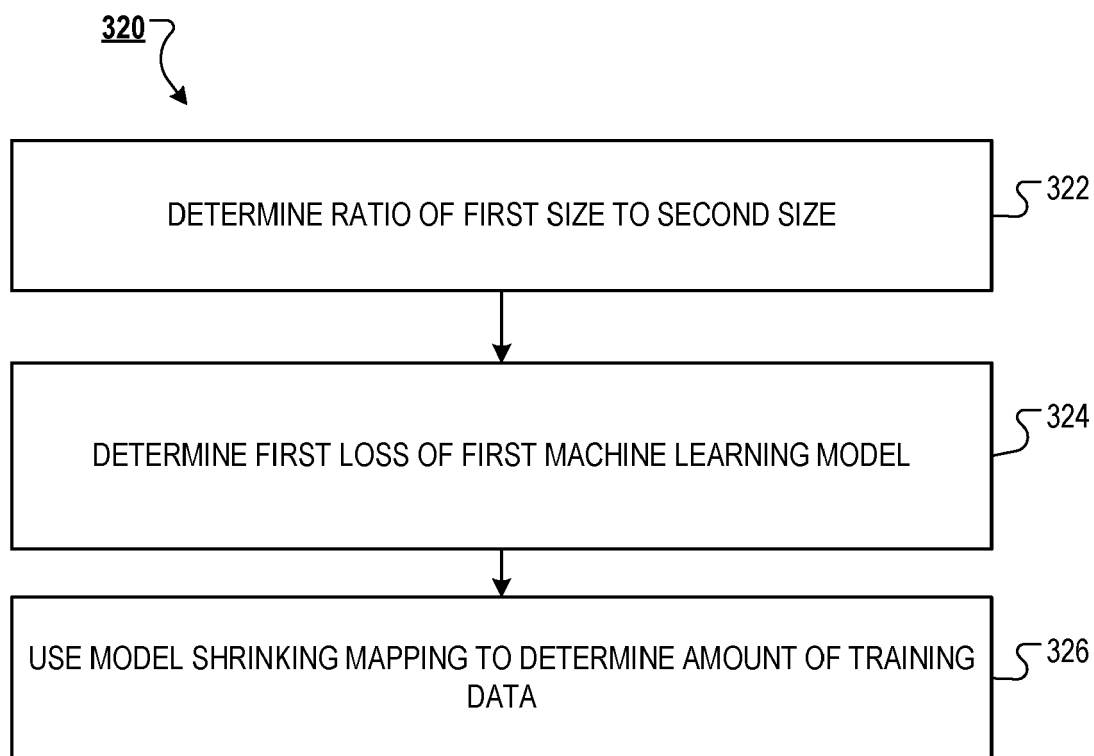 320
DETERMINE RATIO OF FIRST SIZE TO SECOND SIZE
322
DETERMINE FIRST LOSS OF FIRST MACHINE LEARNING MODEL
324
USE MODEL SHRINKING MAPPING TO DETERMINE AMOUNT OF TRAINING
DATA
326